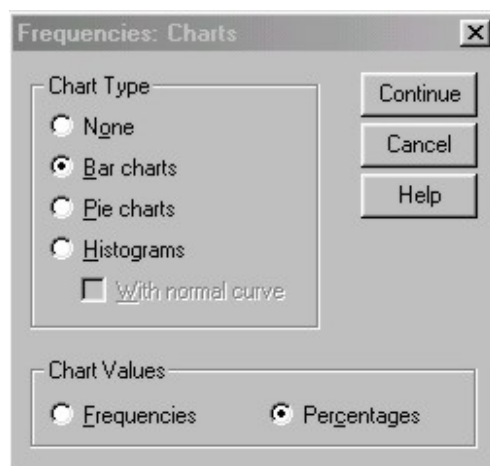 Frequencies: Charts
Chart Type
None
Bar charts
Pie charts
Histograms
With normal curve
Continue
Cancel
Help
Chart Values
Frequencies
Percentages